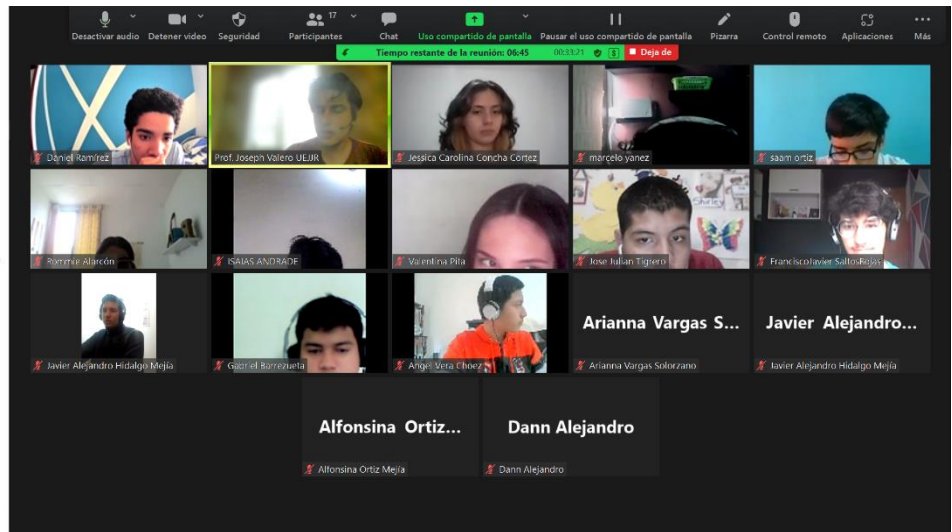 17
Desactivar audio Detener video Seguridad Participantes Chat Uso compartido de pantalla Pausar el uso compartido de pantalla Pizarra Control remoto Aplicaciones Más
Tiempo restante de la reunión: 06:45 00:33:21 Deja de
Daniel Ramírez Prof. Joseph Valero UEJJR Jessica Carolina Concha Cortez marcelo yanez saam ortiz
Shirley
Rommie Alarcón ISAIAS ANDRADE Valentina Pita Jose Julian Tigrero FranciscoJavier SaltosRojas
Arianna Vargas S... Javier Alejandro...
Javier Alejandro Hidalgo Mejía Gabriel Barrezueta Angel Vera Choez Arianna Vargas Solorzano Javier Alejandro Hidalgo Mejía
Alfonsina Ortiz... Dann Alejandro
Alfonsina Ortiz Mejía Dann Alejandro